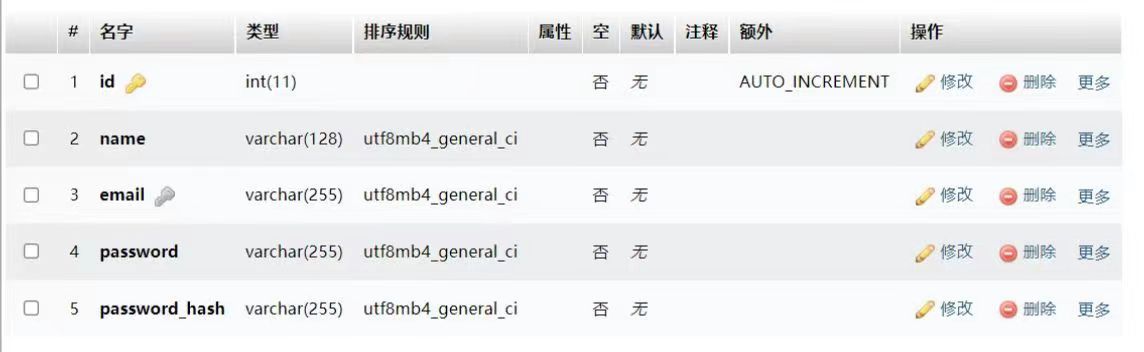 # 名字 类型 排序规则 属性 空 默认 注释 额外 操作
1 id int(11) 否 无 AUTO_INCREMENT 修改 删除 更多
2 name varchar(128) utf8mb4_general_ci 否 无 修改 删除 更多
3 email varchar(255) utf8mb4_general_ci 否 无 修改 删除 更多
4 password varchar(255) utf8mb4_general_ci 否 无 修改 删除 更多
5 password_hash varchar(255) utf8mb4_general_ci 否 无 修改 删除 更多